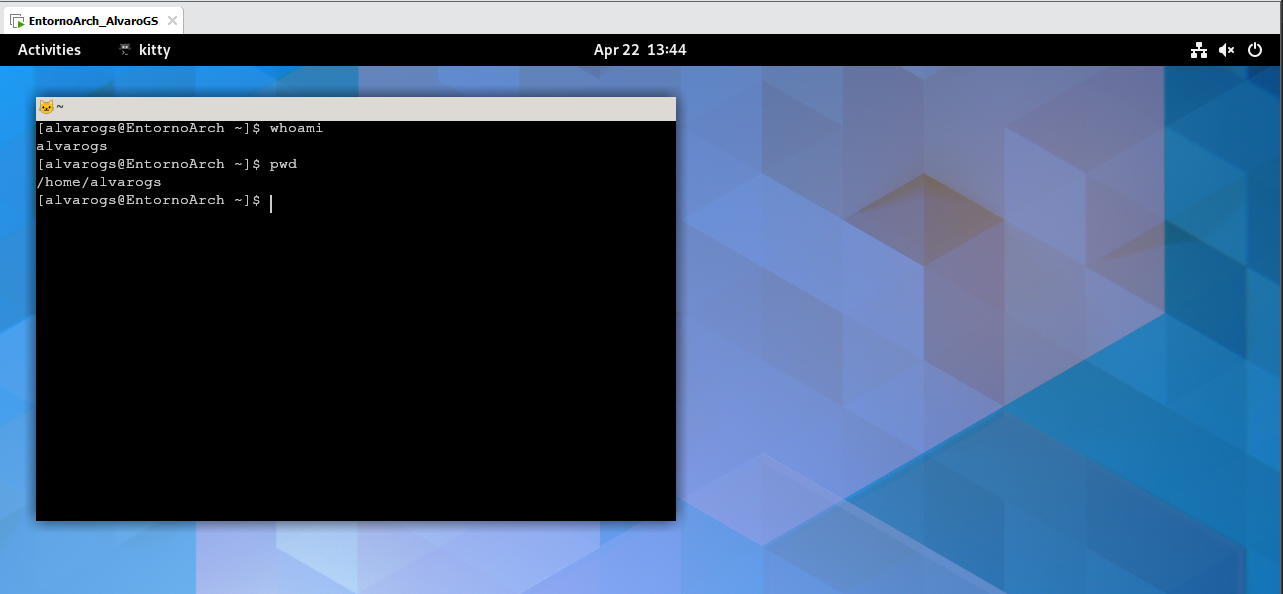 EntornoArch_AlvaroGS
Activities kitty Apr 22 13:44
~
[alvarogs@EntornoArch ~]$ whoami
alvarogs
[alvarogs@EntornoArch ~]$ pwd
/home/alvarogs
[alvarogs@EntornoArch ~]$